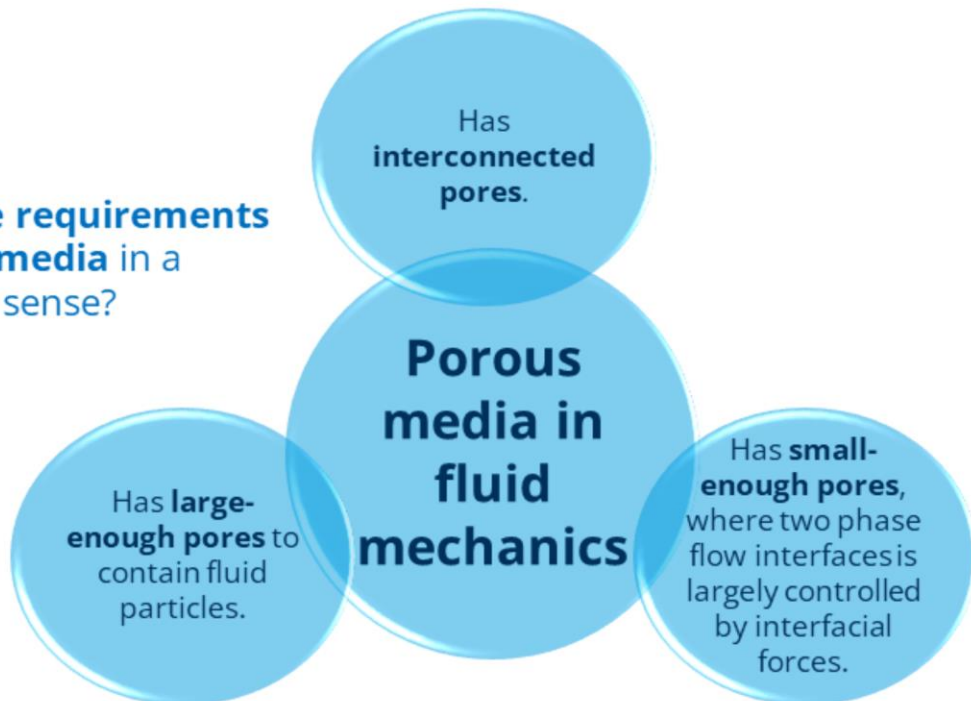 Has
interconnected
pores.
requirements
media in a
sense?
Porous
media in
fluid
mechanics
Has large-
enough pores to
contain fluid
particles.
Has small-
enough pores,
where two phase
flow interfaces is
largely controlled
by interfacial
forces.